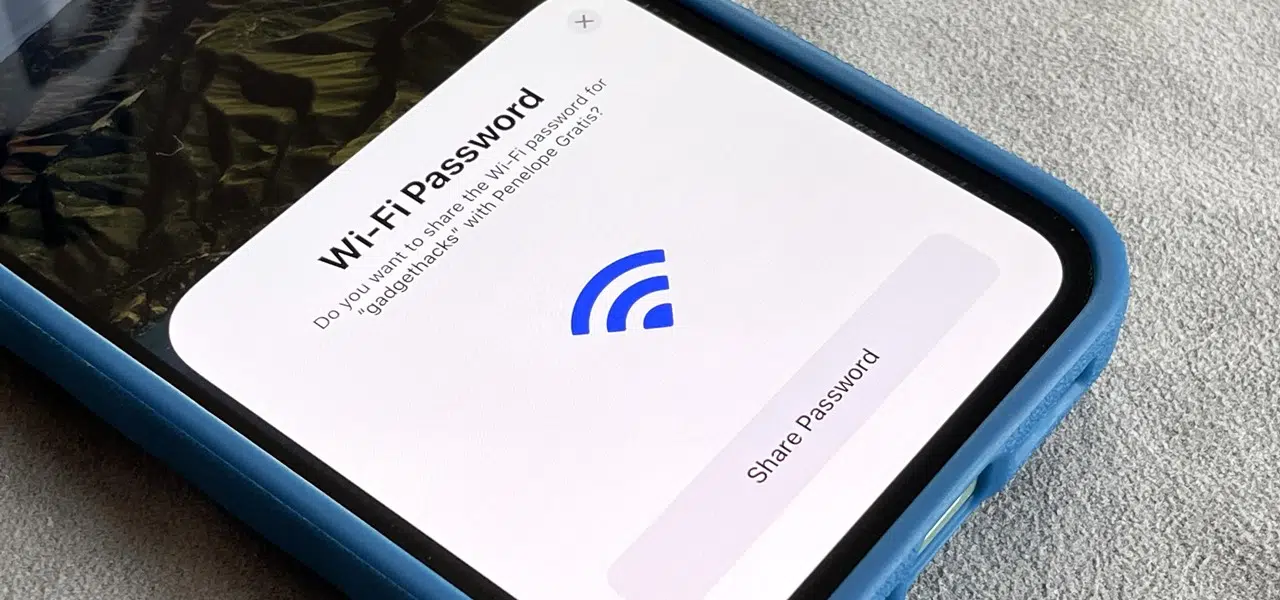 Wi-Fi Password
Do you want to share the Wi-Fi password for
“gadgethacks” with Penelope Gratis?
Share Password